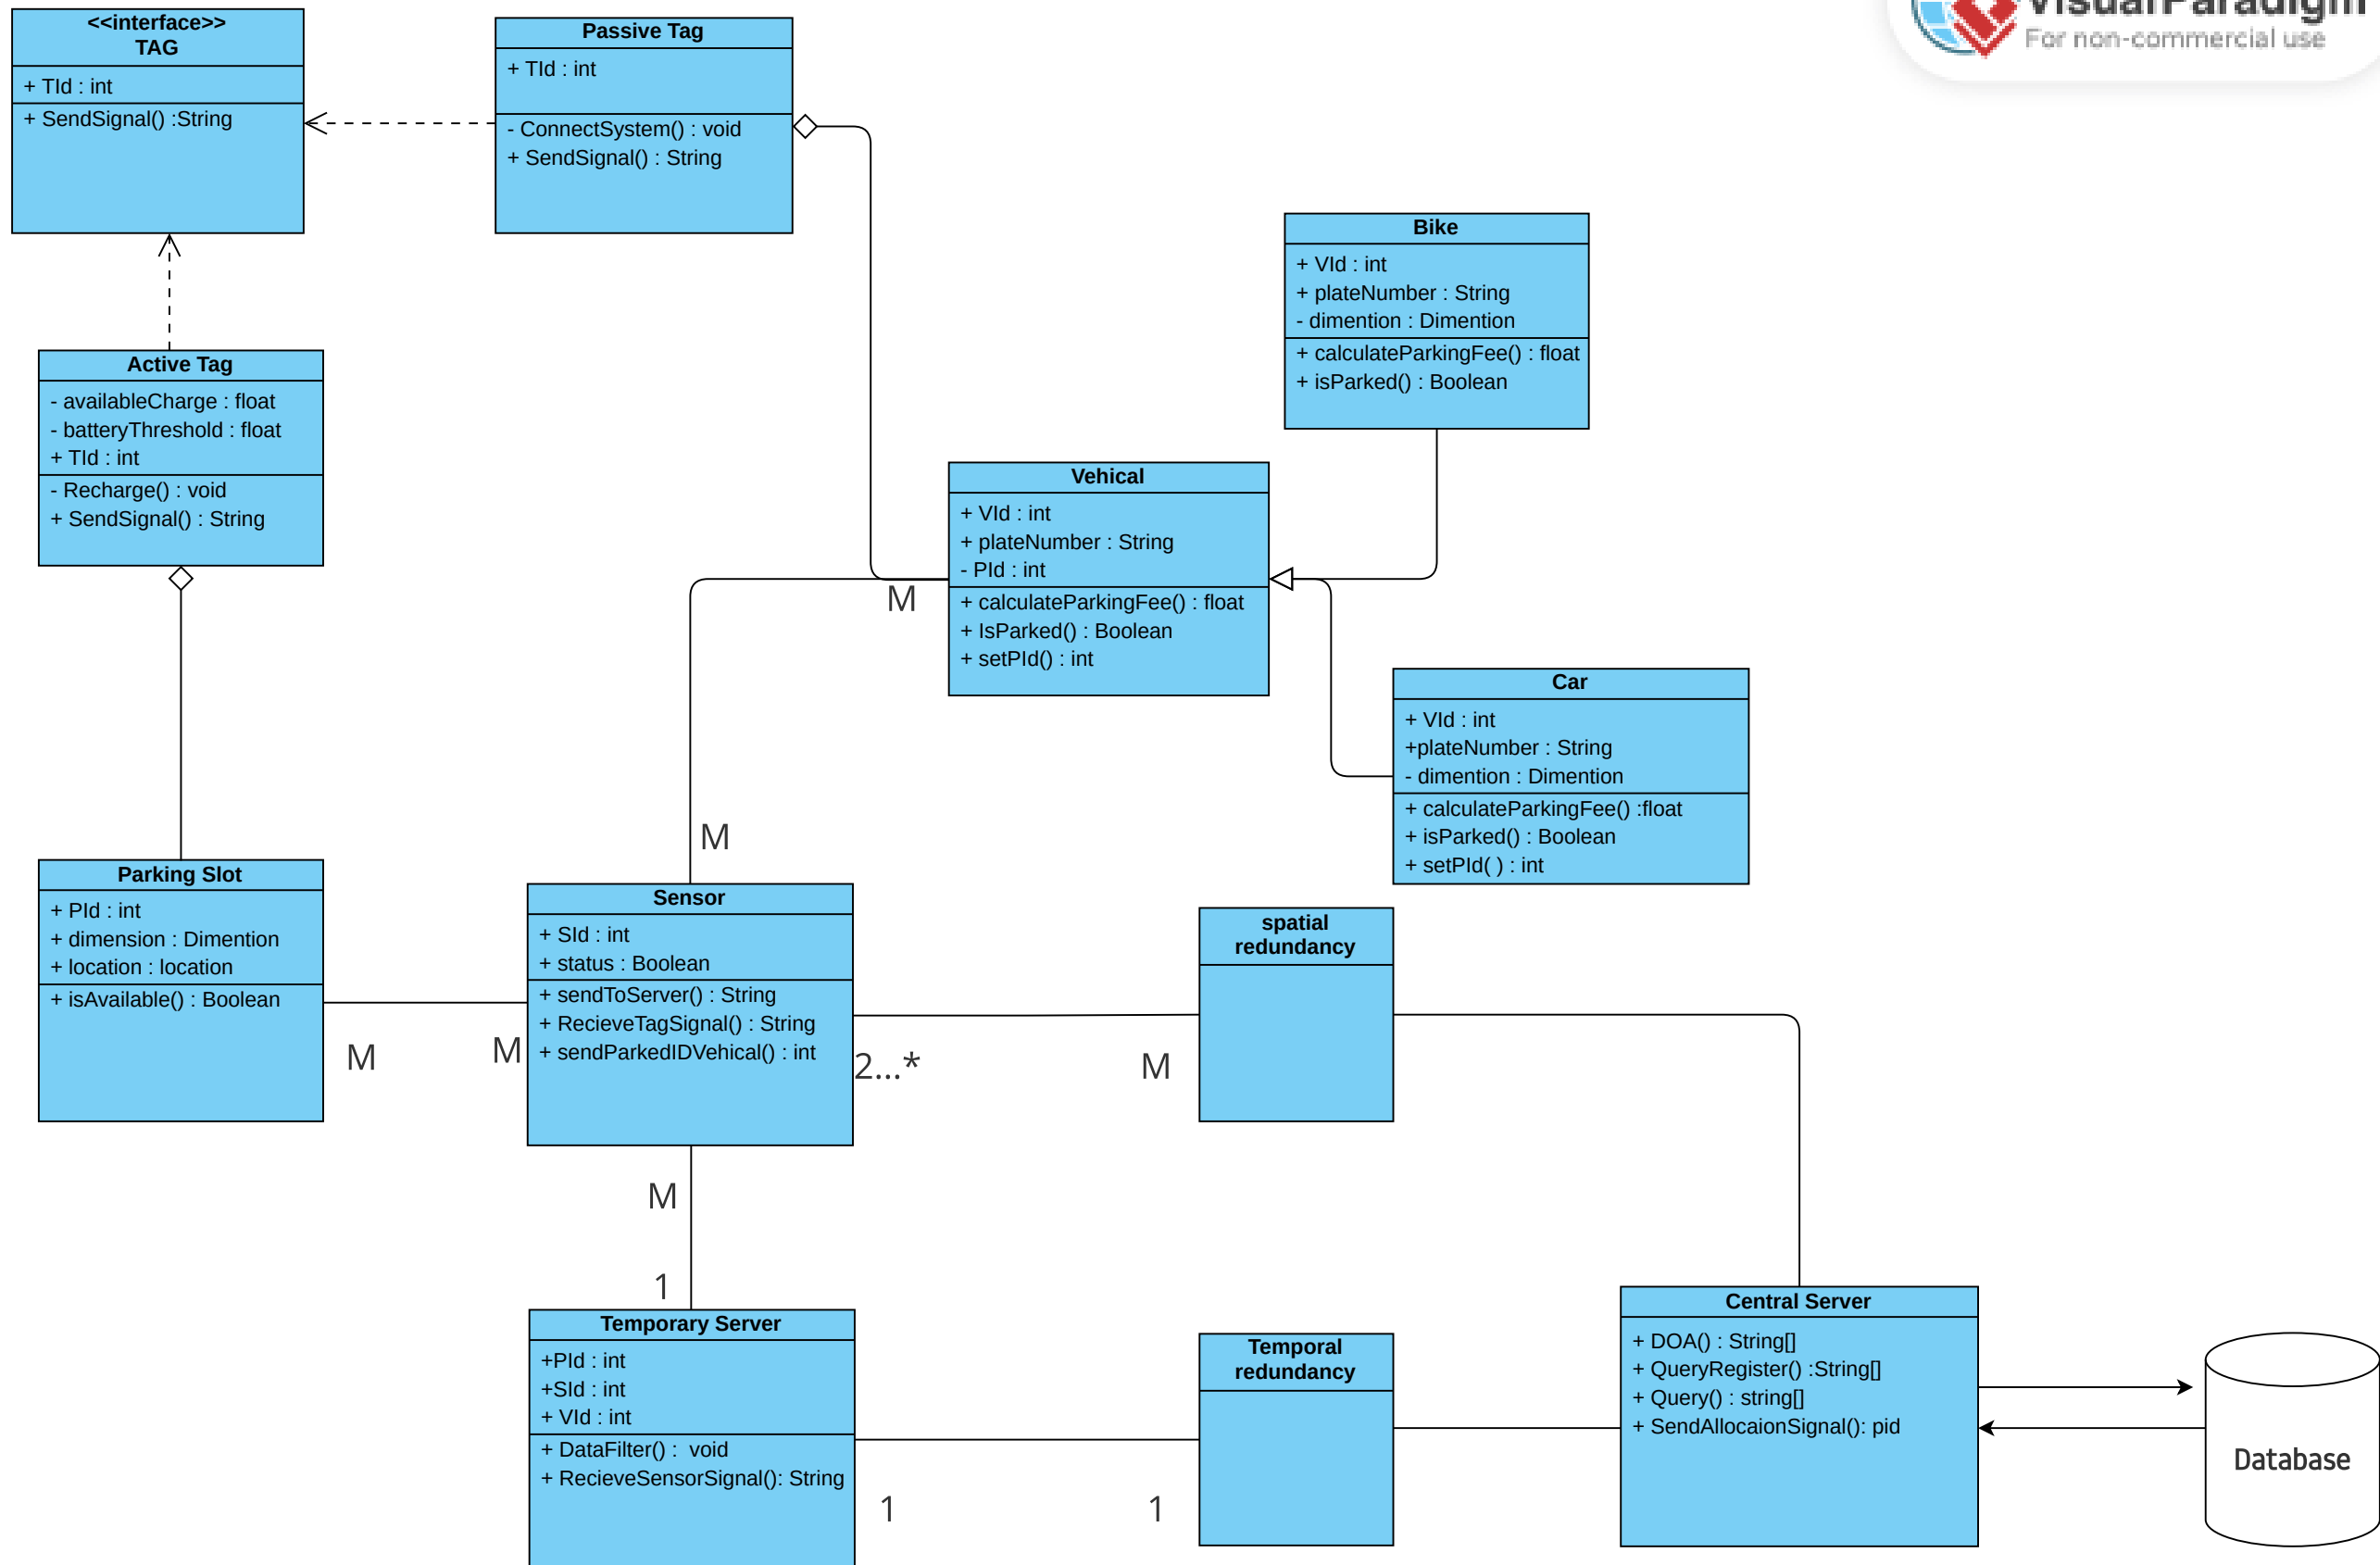 <<interface>>
TAG
+ TId : int
+ SendSignal() :String
Passive Tag
+ TId : int
- ConnectSystem() : void
+ SendSignal() : String
VisualParadigm
For non-commercial use
Bike
+ VId : int
+ plateNumber : String
- dimention : Dimention
+ calculateParkingFee() : float
+ isParked() : Boolean
Active Tag
- availableCharge : float
- batteryThreshold : float
+ TId : int
- Recharge() : void
+ SendSignal() : String
Vehical
+ VId : int
+ plateNumber : String
- PId : int
+ calculateParkingFee() : float
+ IsParked() : Boolean
+ setPId() : int
M
M
Car
+ VId : int
+plateNumber : String
- dimention : Dimention
+ calculateParkingFee() :float
+ isParked() : Boolean
+ setPId( ) : int
Parking Slot
+ PId : int
+ dimension : Dimention
+ location : location
+ isAvailable() : Boolean
M
M
Sensor
+ SId : int
+ status : Boolean
+ sendToServer() : String
+ RecieveTagSignal() : String
+ sendParkedIDVehical() : int
2...*
M
spatial
redundancy
M
1
Temporary Server
+PId : int
+SId : int
+ VId : int
+ DataFilter() :  void
+ RecieveSensorSignal(): String
1
1
Temporal
redundancy
Central Server
+ DOA() : String[]
+ QueryRegister() :String[]
+ Query() : string[]
+ SendAllocaionSignal(): pid
Database